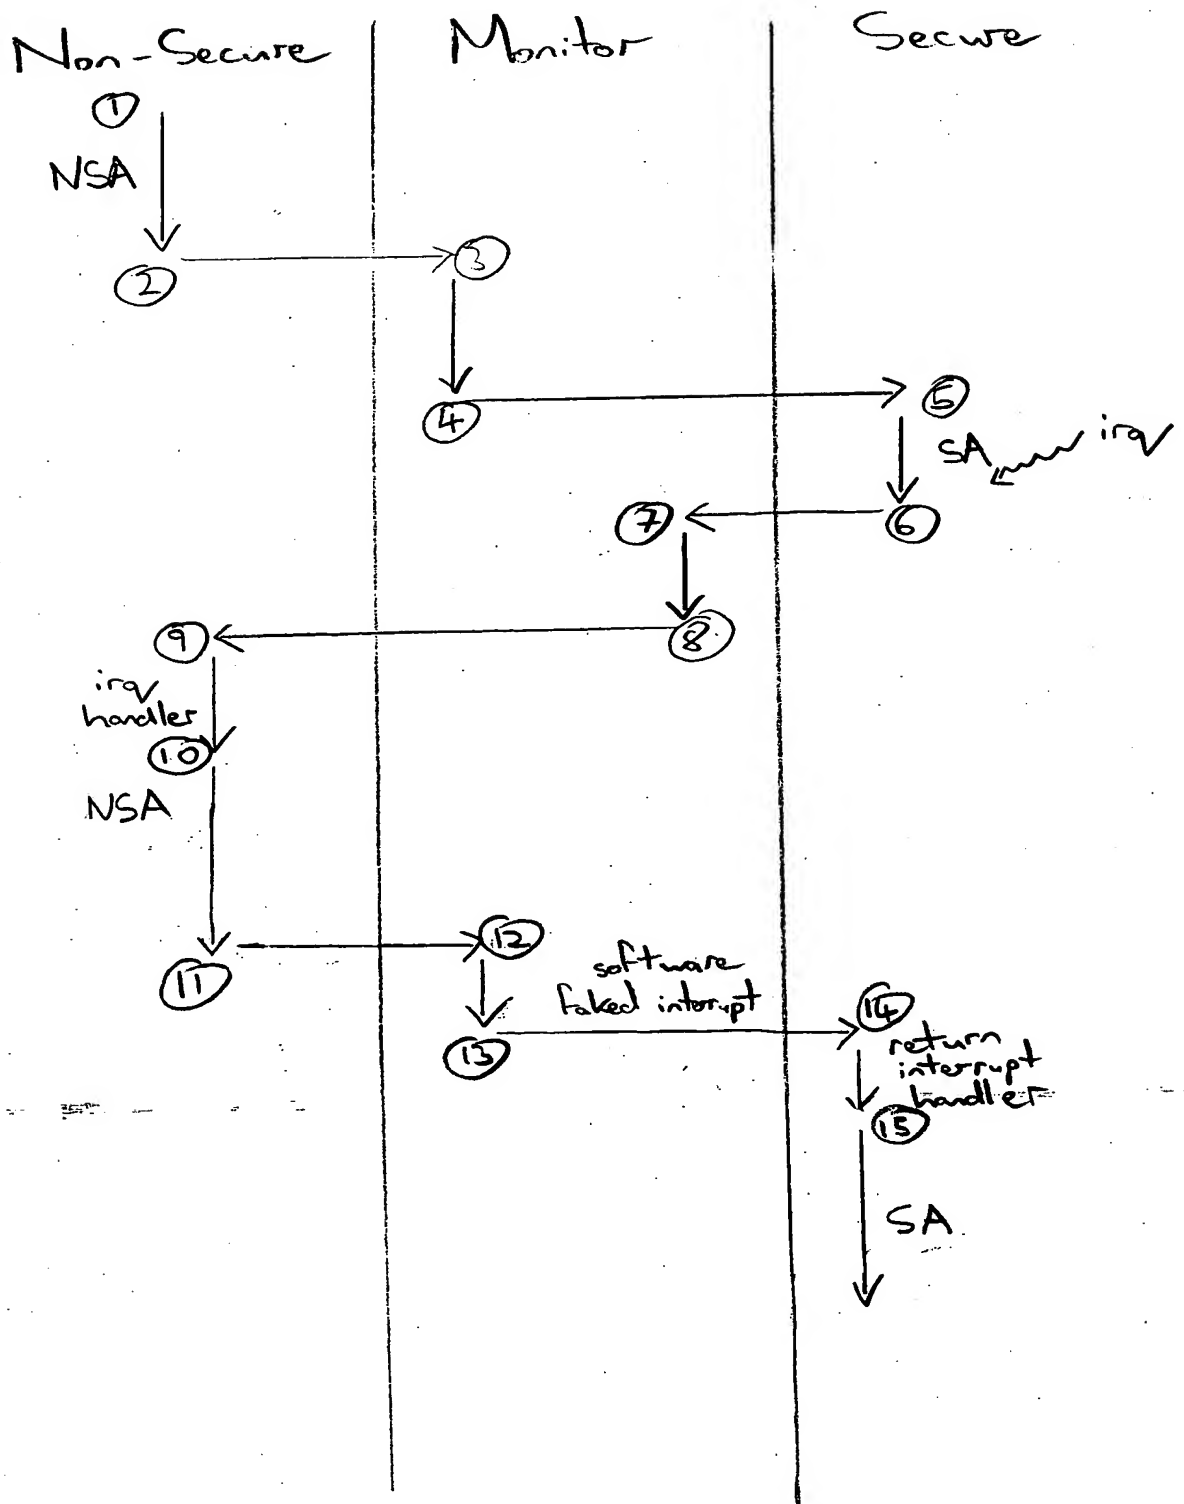 Non-Secure Monitor Secure
1
NSA
2 3
4 5
SA irq
7 6
9 8
irq
handler
10
NSA
11 12
software
faked interrupt
13 14
return
interrupt
handler
15
SA